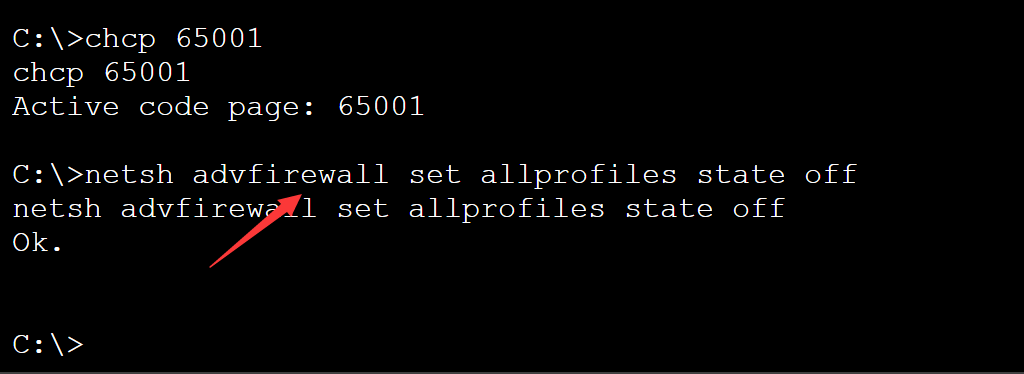 C:\>chcp 65001
chcp 65001
Active code page: 65001
C:\>netsh advfirewall set allprofiles state off
netsh advfirewall set allprofiles state off
Ok.
C:\>